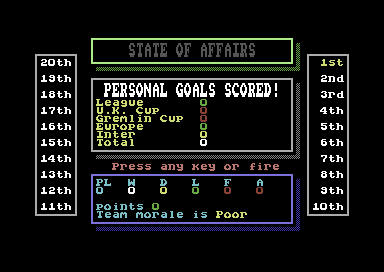 STATE OF AFFAIRS
20th
19th
18th
17th
16th
15th
14th
13th
12th
11th
PERSONAL GOALS SCORED!
League 0
U.K. Cup 0
Gremlin Cup 0
Europe 0
Inter 0
Total 0
Press any key or fire
PL W D L F A
0 0 0 0 0 0
Points 0
Team morale is Poor
1st
2nd
3rd
4th
5th
6th
7th
8th
9th
10th